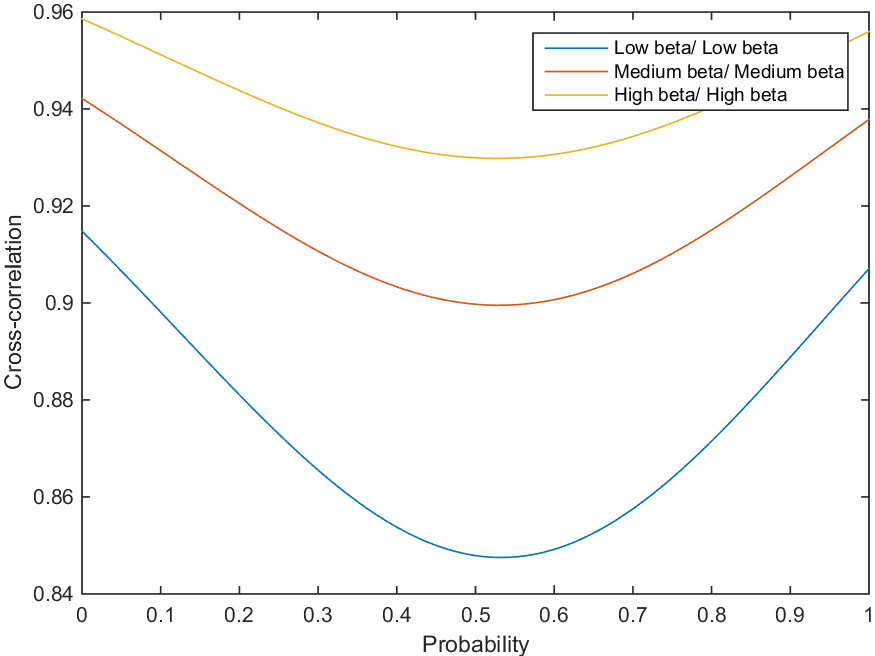 0.96
0.94
0.92
0.9
0.88
0.86
0.84
Cross-correlation
Low beta/ Low beta
Medium beta/ Medium beta
High beta/ High beta
0 0.1 0.2 0.3 0.4 0.5 0.6 0.7 0.8 0.9 1
Probability